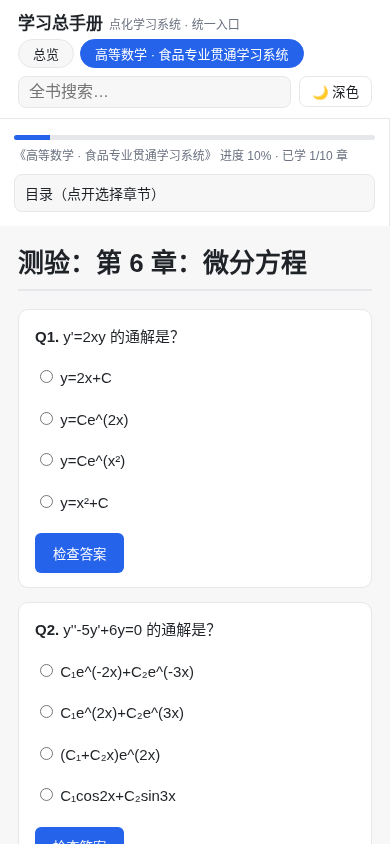 学习总手册 点化学习系统 · 统一入口
总览 高等数学 · 食品专业贯通学习系统
全书搜索… 🌙 深色
《高等数学 · 食品专业贯通学习系统》 进度 10% · 已学 1/10 章
目录（点开选择章节）
测验：第 6 章：微分方程
Q1. y'=2xy 的通解是?
y=2x+C
y=Ce^(2x)
y=Ce^(x²)
y=x²+C
检查答案
Q2. y''-5y'+6y=0 的通解是?
C₁e^(-2x)+C₂e^(-3x)
C₁e^(2x)+C₂e^(3x)
(C₁+C₂x)e^(2x)
C₁cos2x+C₂sin3x
检查答案